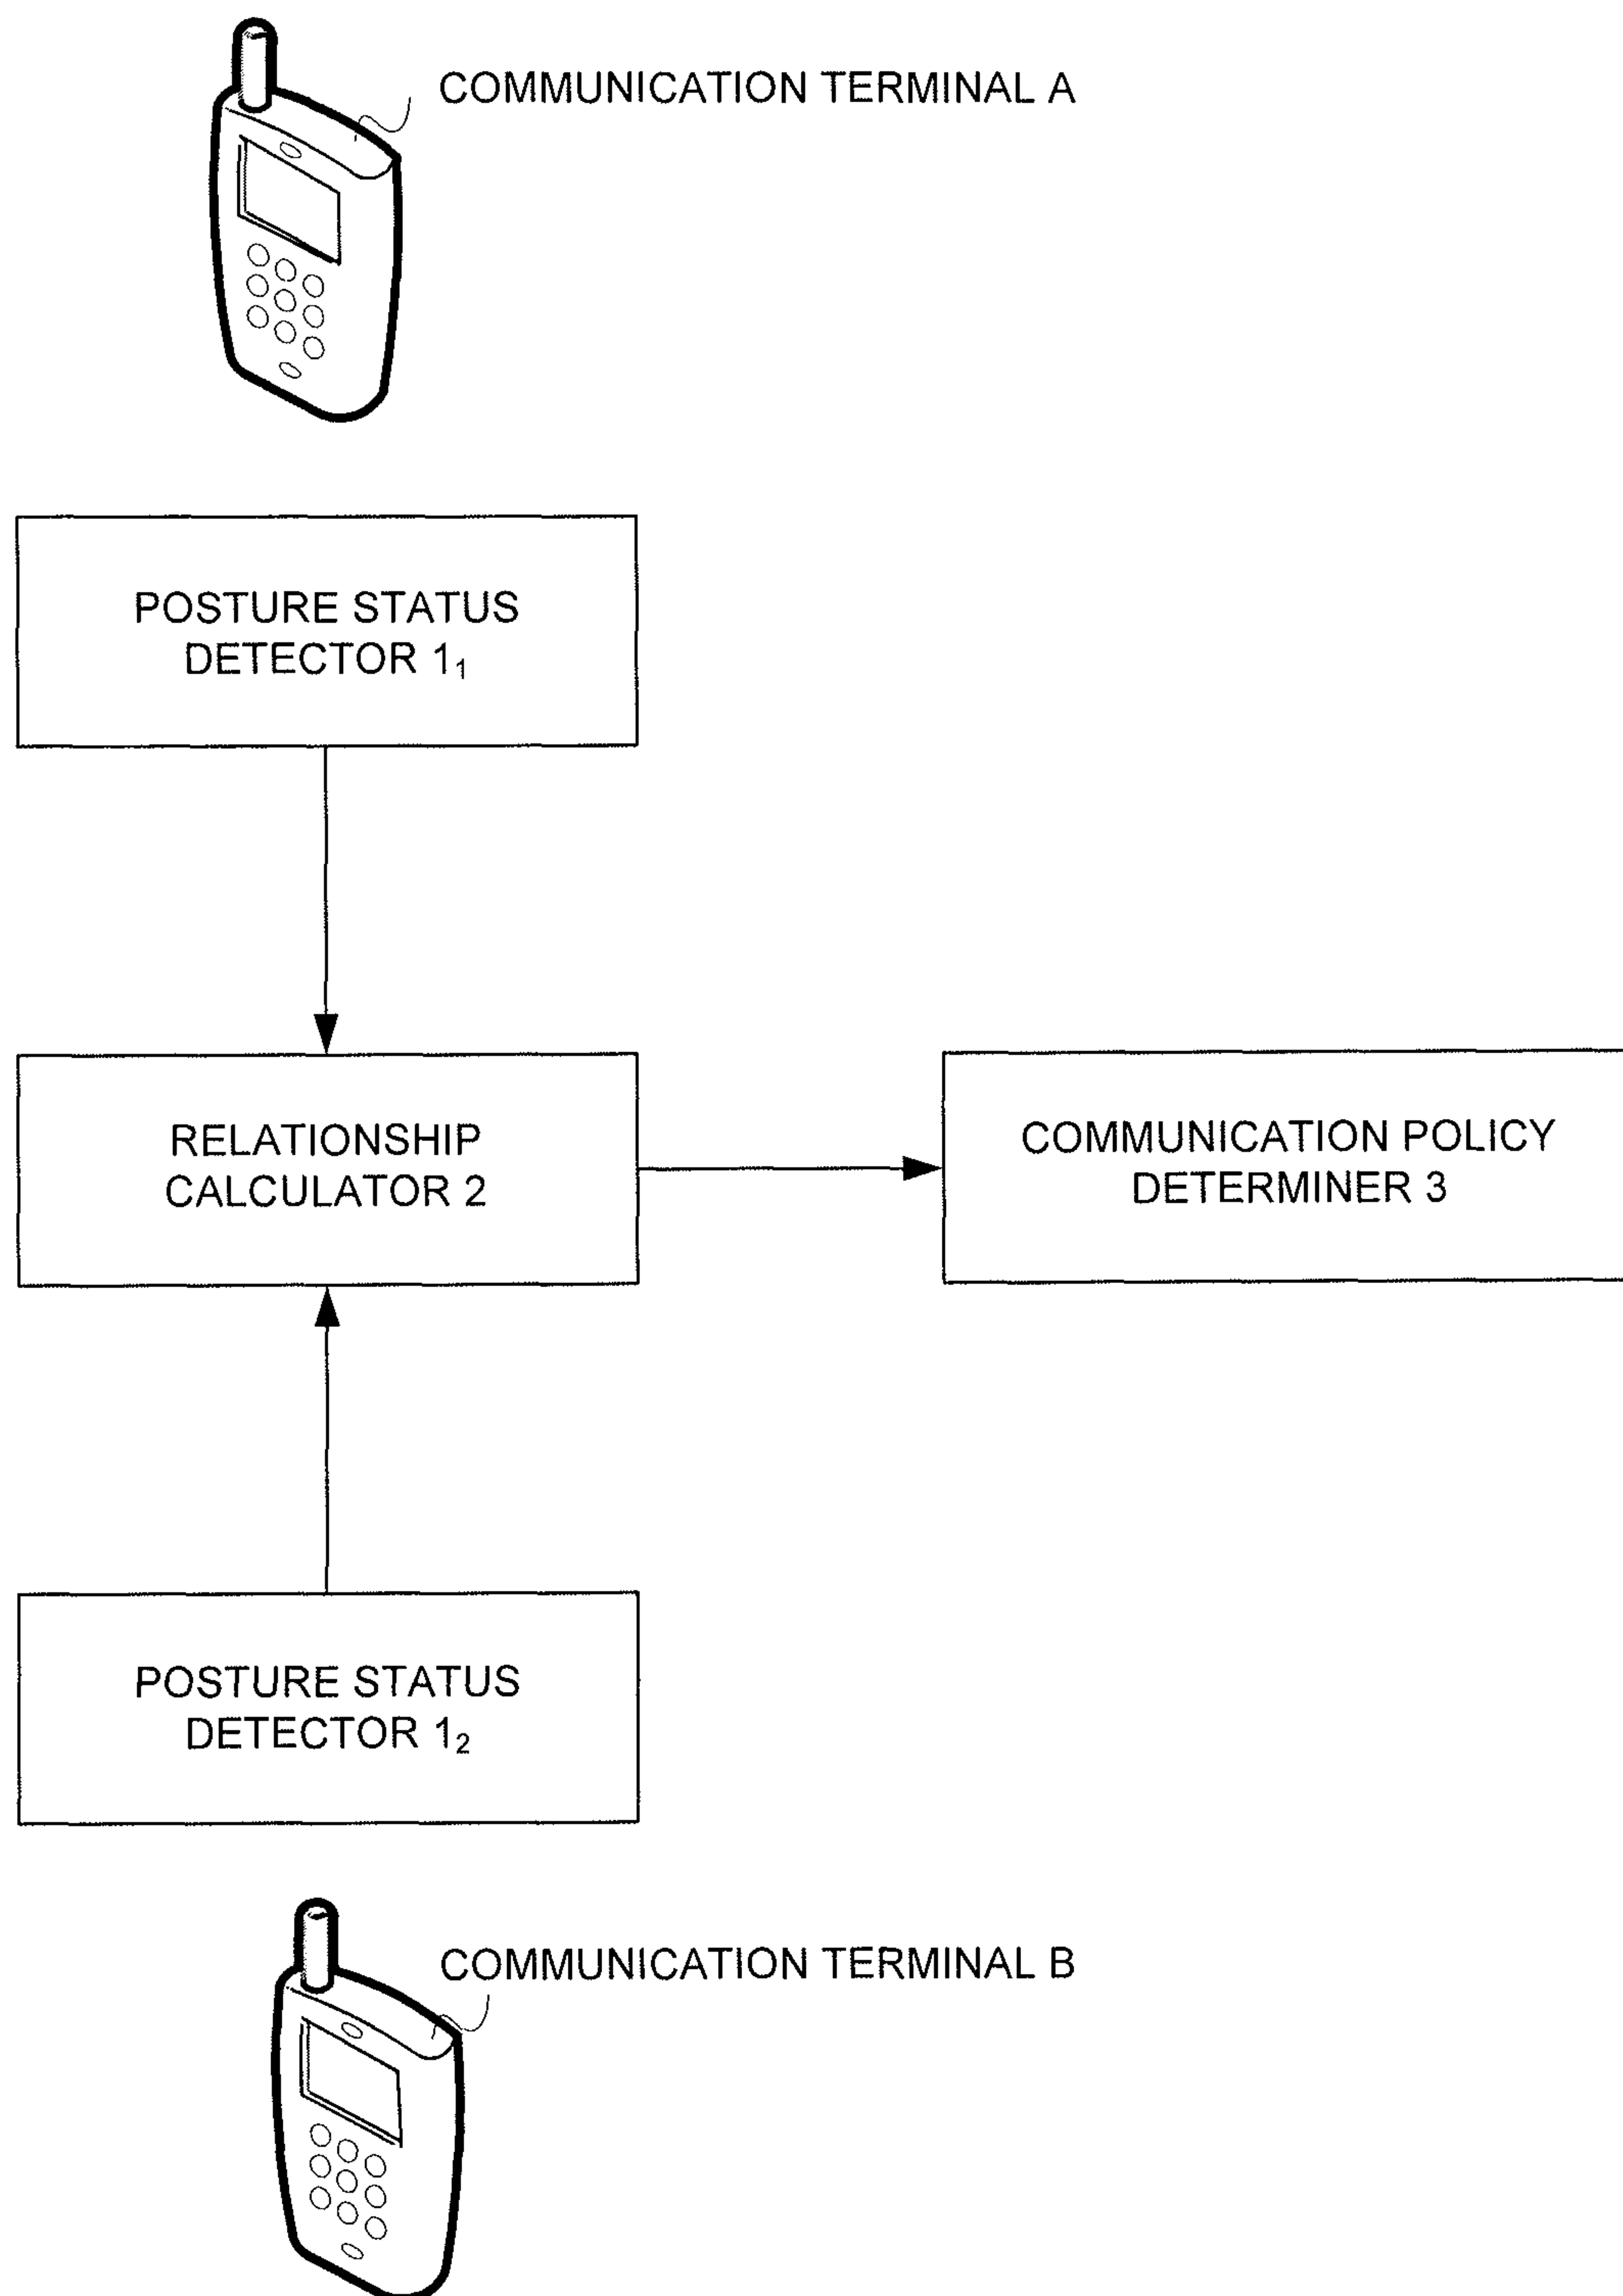 COMMUNICATION TERMINAL A
POSTURE STATUS
DETECTOR 1₁
RELATIONSHIP
CALCULATOR 2
COMMUNICATION POLICY
DETERMINER 3
POSTURE STATUS
DETECTOR 1₂
COMMUNICATION TERMINAL B